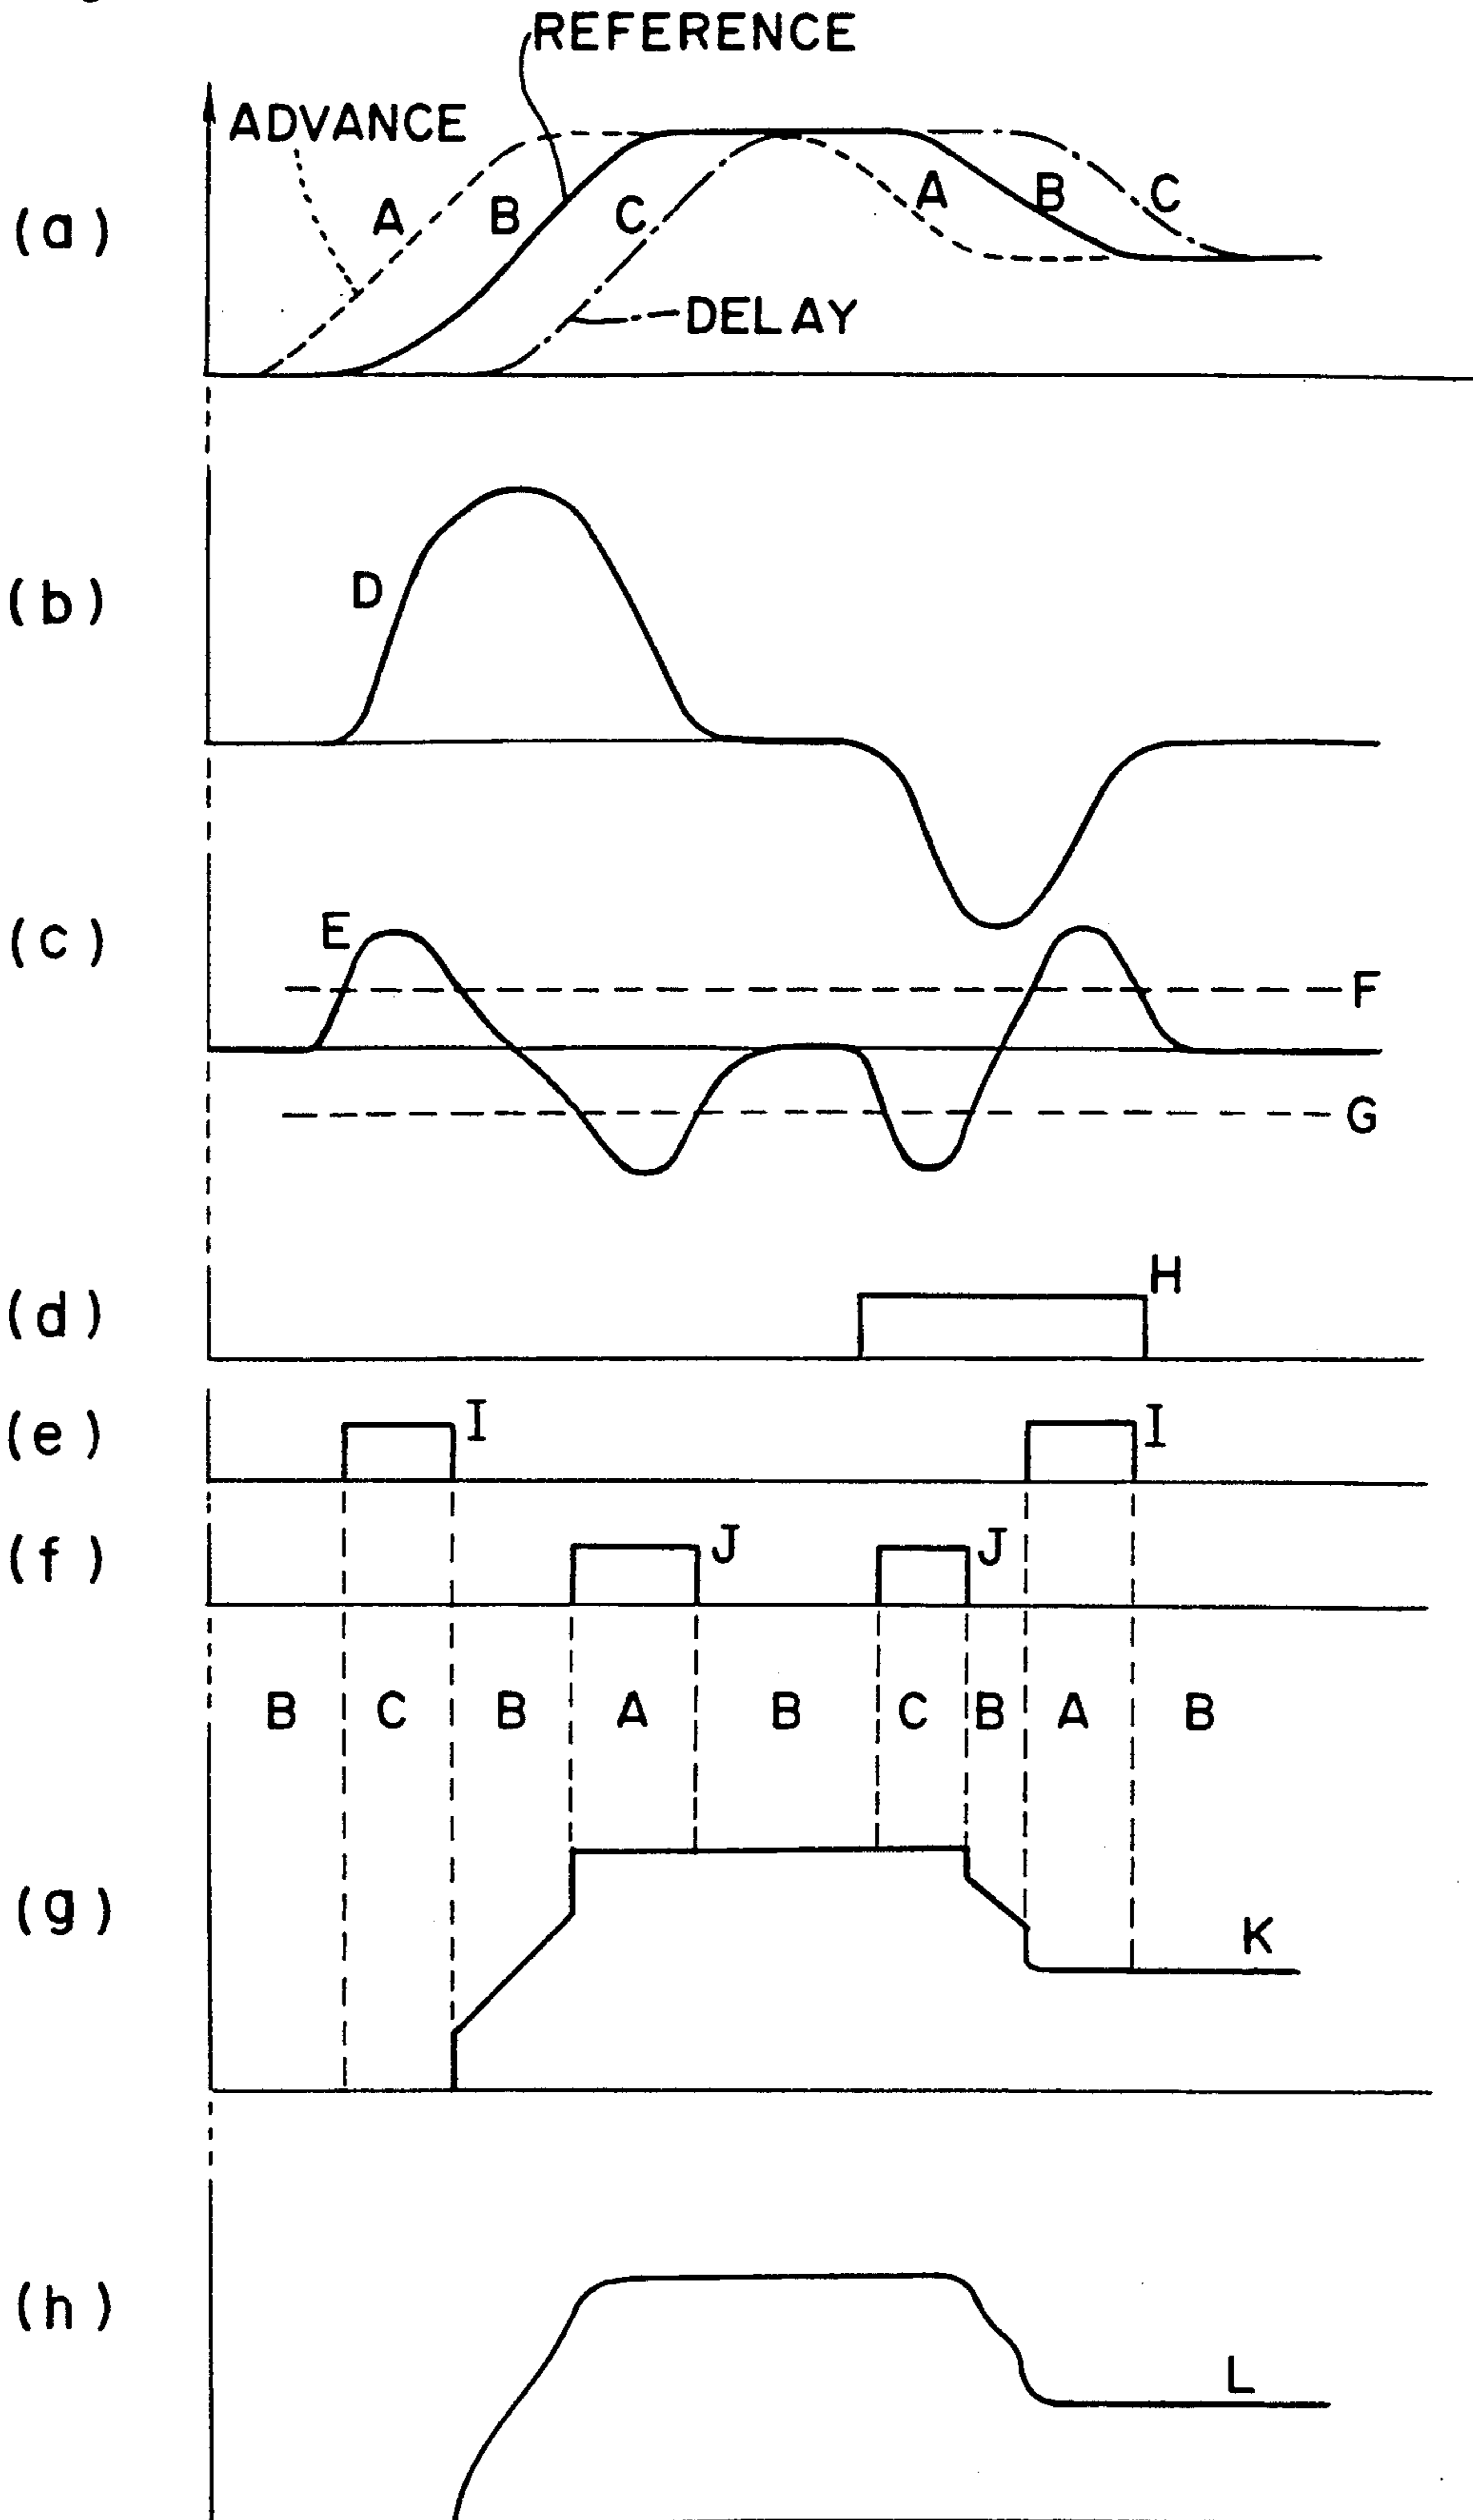 REFERENCE
ADVANCE
(a)
A B C A B C
DELAY
(b)
D
(c)
E
F
G
(d)
H
(e)
I I
(f)
J J
B C B A B C B A B
(g)
K
(h)
L